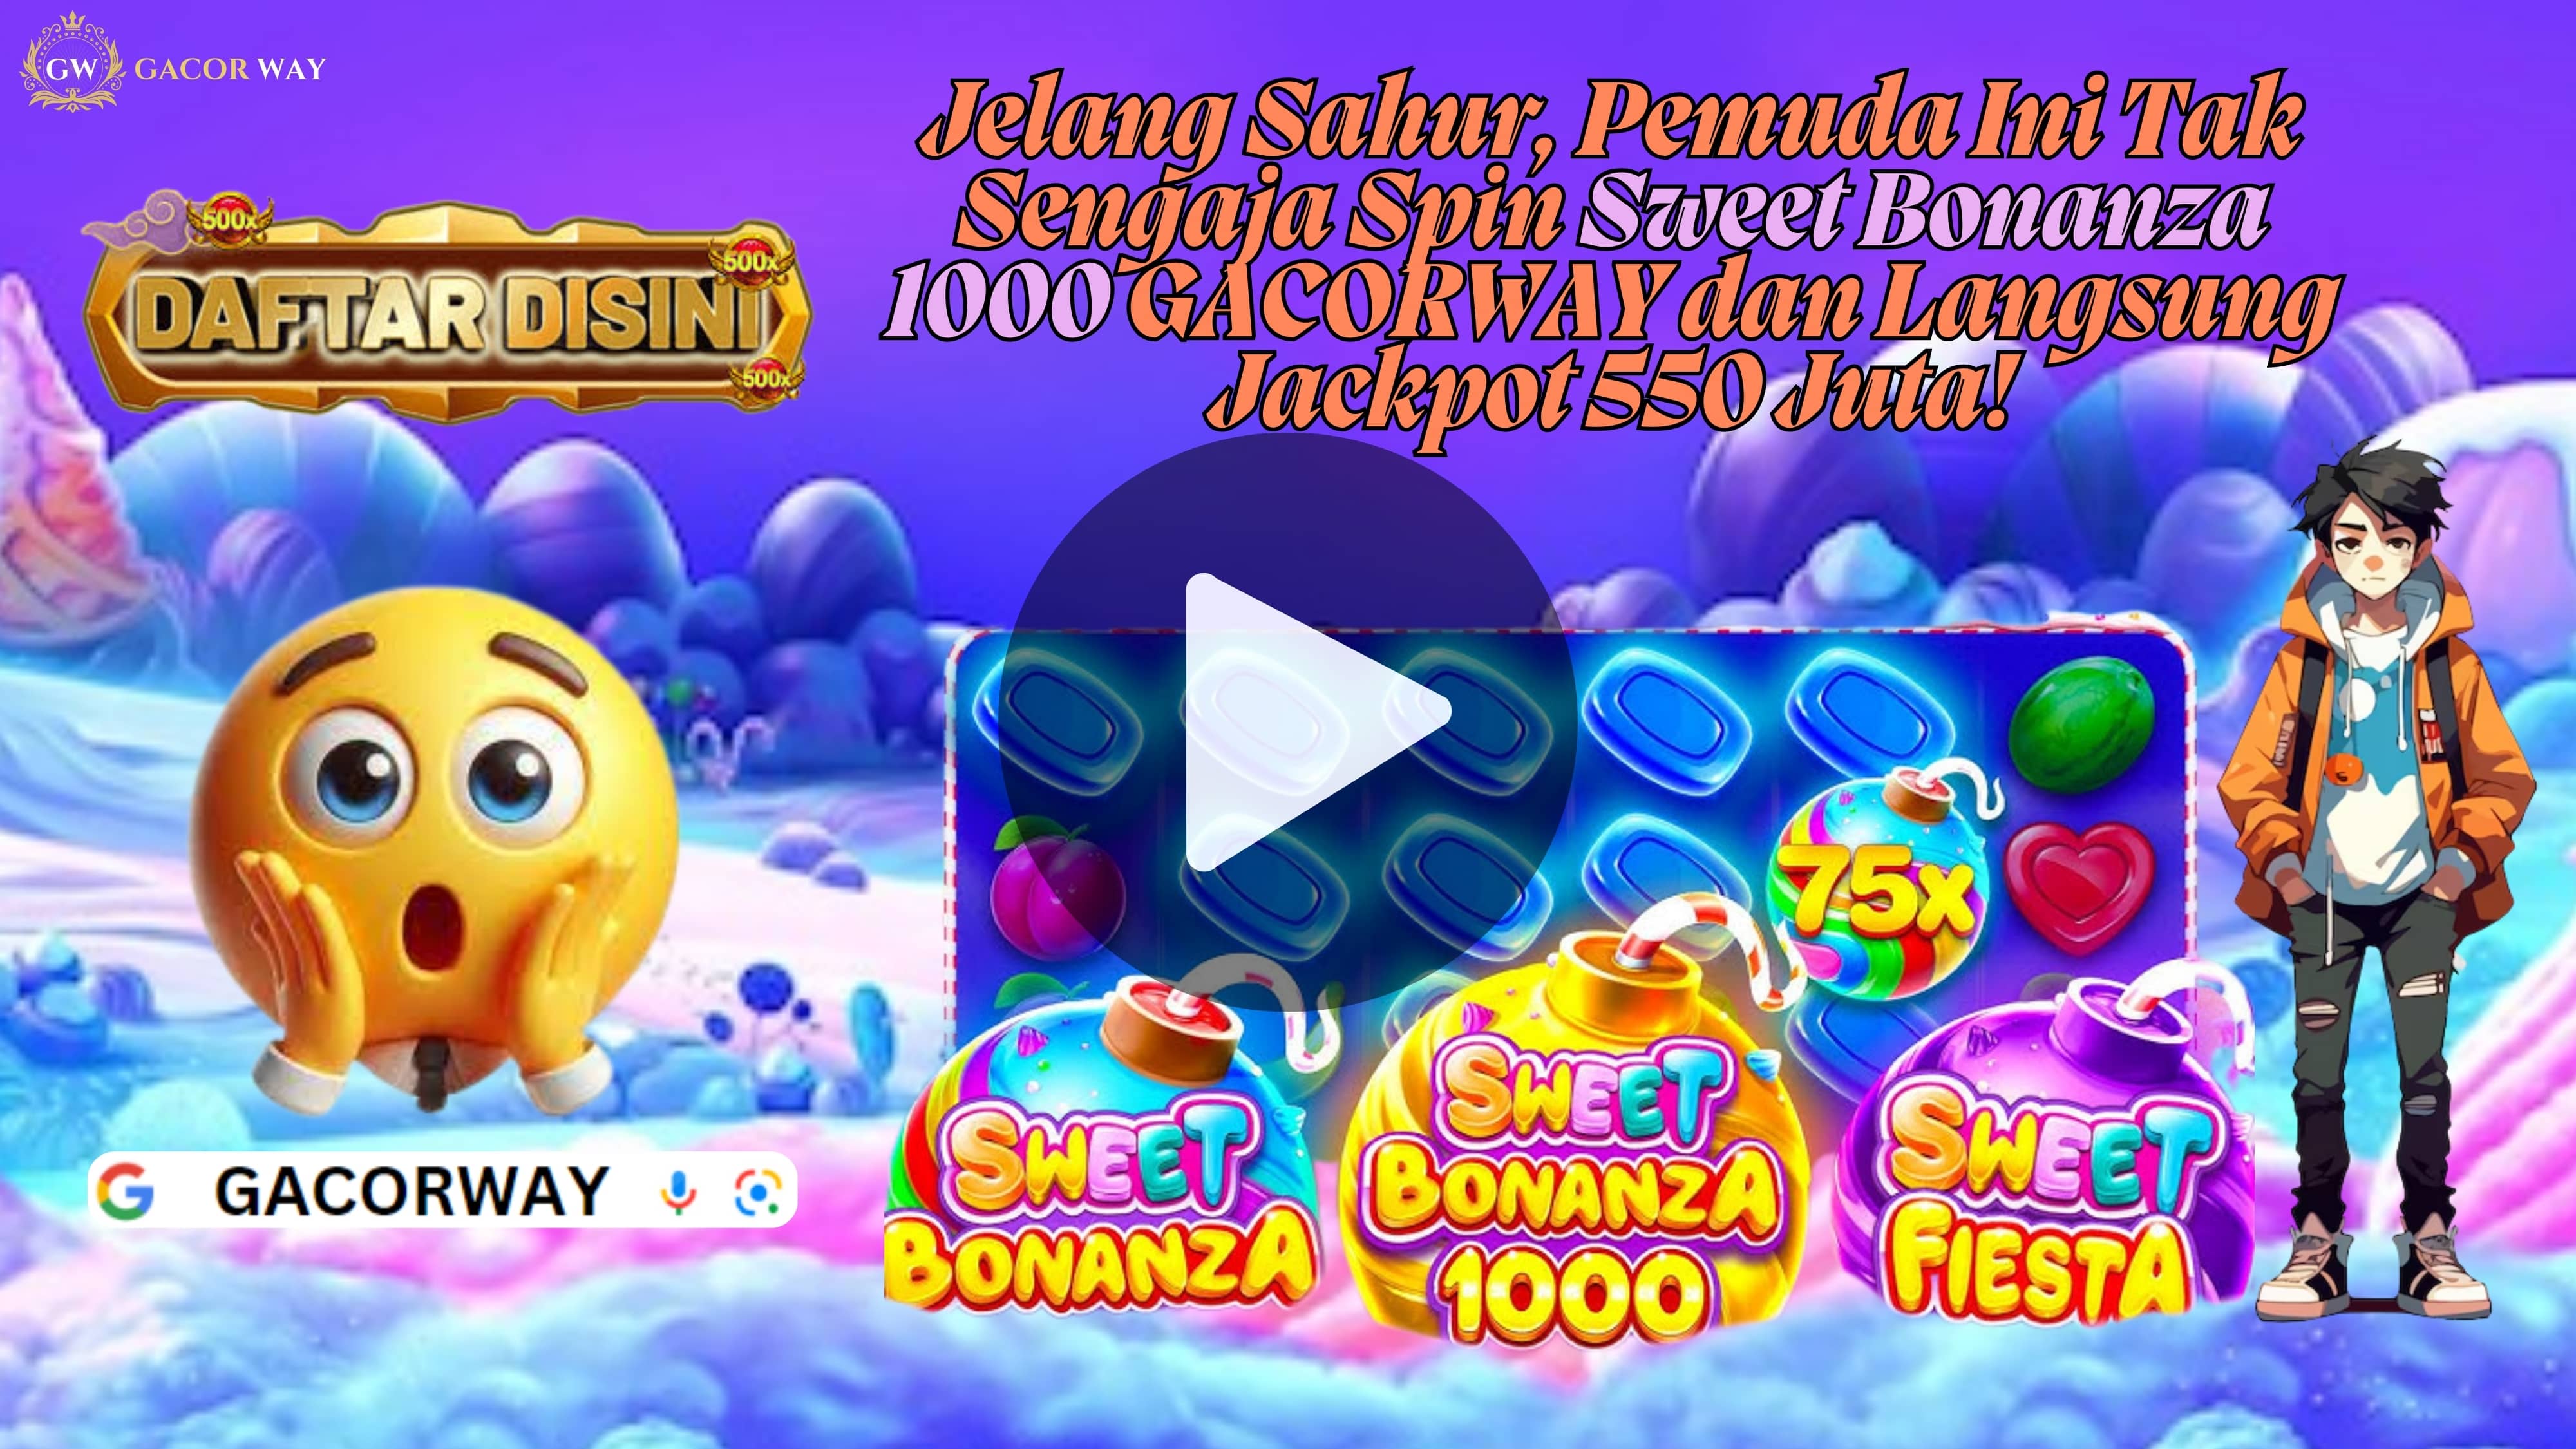 GW GACOR WAY
Jelang Sahur, Pemuda Ini Tak
Sengaja Spin Sweet Bonanza
1000 GACORWAY dan Langsung
Jackpot 550 Juta!
500x
500x
DAFTAR DISINI
500x
75x
GACORWAY
SWEET
BONANZA
SWEET
BONANZA
1000
SWEET
FIESTA